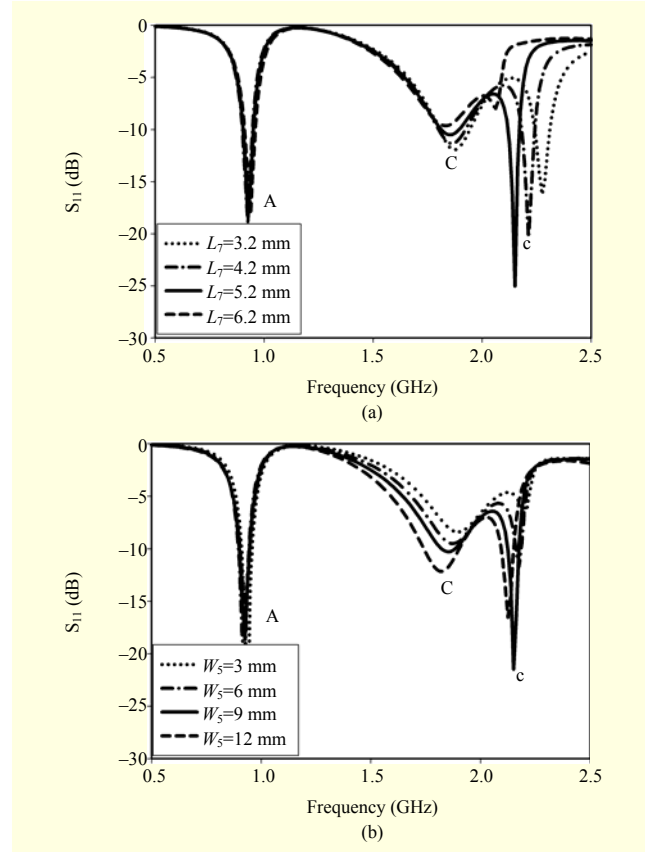 0
–5
–10
–15
–20
–25
–30
S11 (dB)
A
C
c
L7=3.2 mm
L7=4.2 mm
L7=5.2 mm
L7=6.2 mm
0.5 1.0 1.5 2.0 2.5
Frequency (GHz)
(a)
0
–5
–10
–15
–20
–25
–30
S11 (dB)
A
C
c
W5=3 mm
W5=6 mm
W5=9 mm
W5=12 mm
0.5 1.0 1.5 2.0 2.5
Frequency (GHz)
(b)